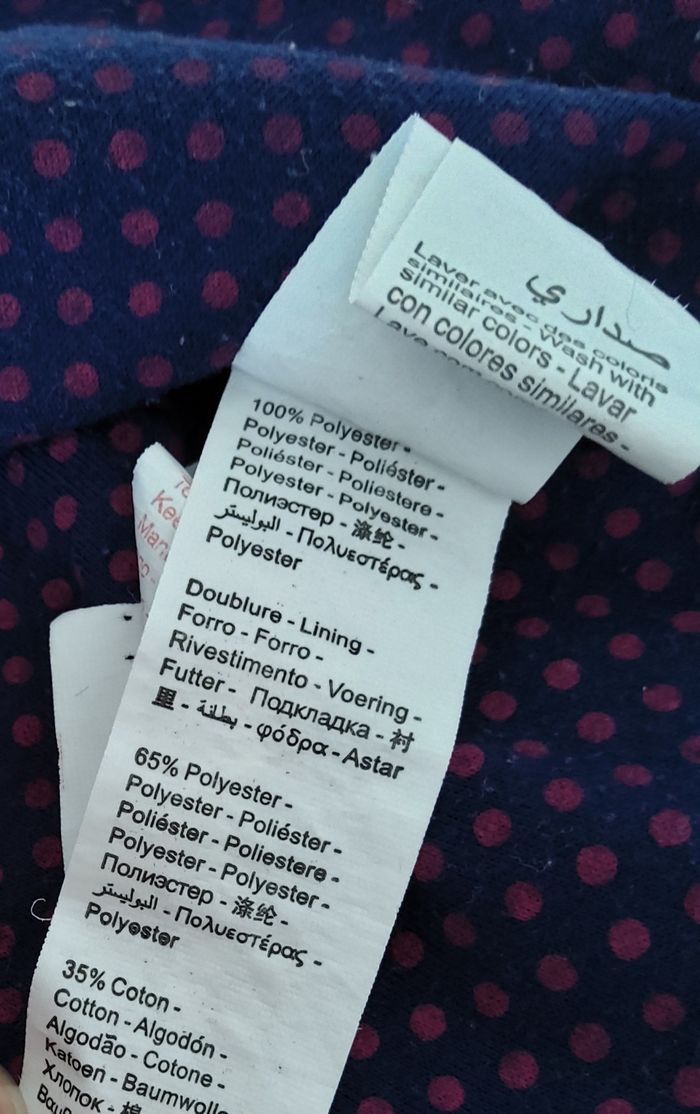 صداري
Laver avec des coloris
similaires - Wash with
similar colors - Lavar
con colores similares -
100% Polyester -
Polyester - Poliéster -
Poliéster - Poliestere -
Polyester - Polyester -
Полиэстер - 涤纶 -
البوليستر - Πολυεστέρας -
Polyester
Doublure - Lining -
Forro - Forro -
Rivestimento - Voering -
Futter - Подкладка - 衬
里 - بطانة - φόδρα - Astar
65% Polyester -
Polyester - Poliéster -
Poliéster - Poliestere -
Polyester - Polyester -
Полиэстер - 涤纶 -
البوليستر - Πολυεστέρας -
Polyester
35% Coton -
Cotton - Algodón -
Algodão - Cotone -
Katoen - Baumwolle
Хлопок - 棉